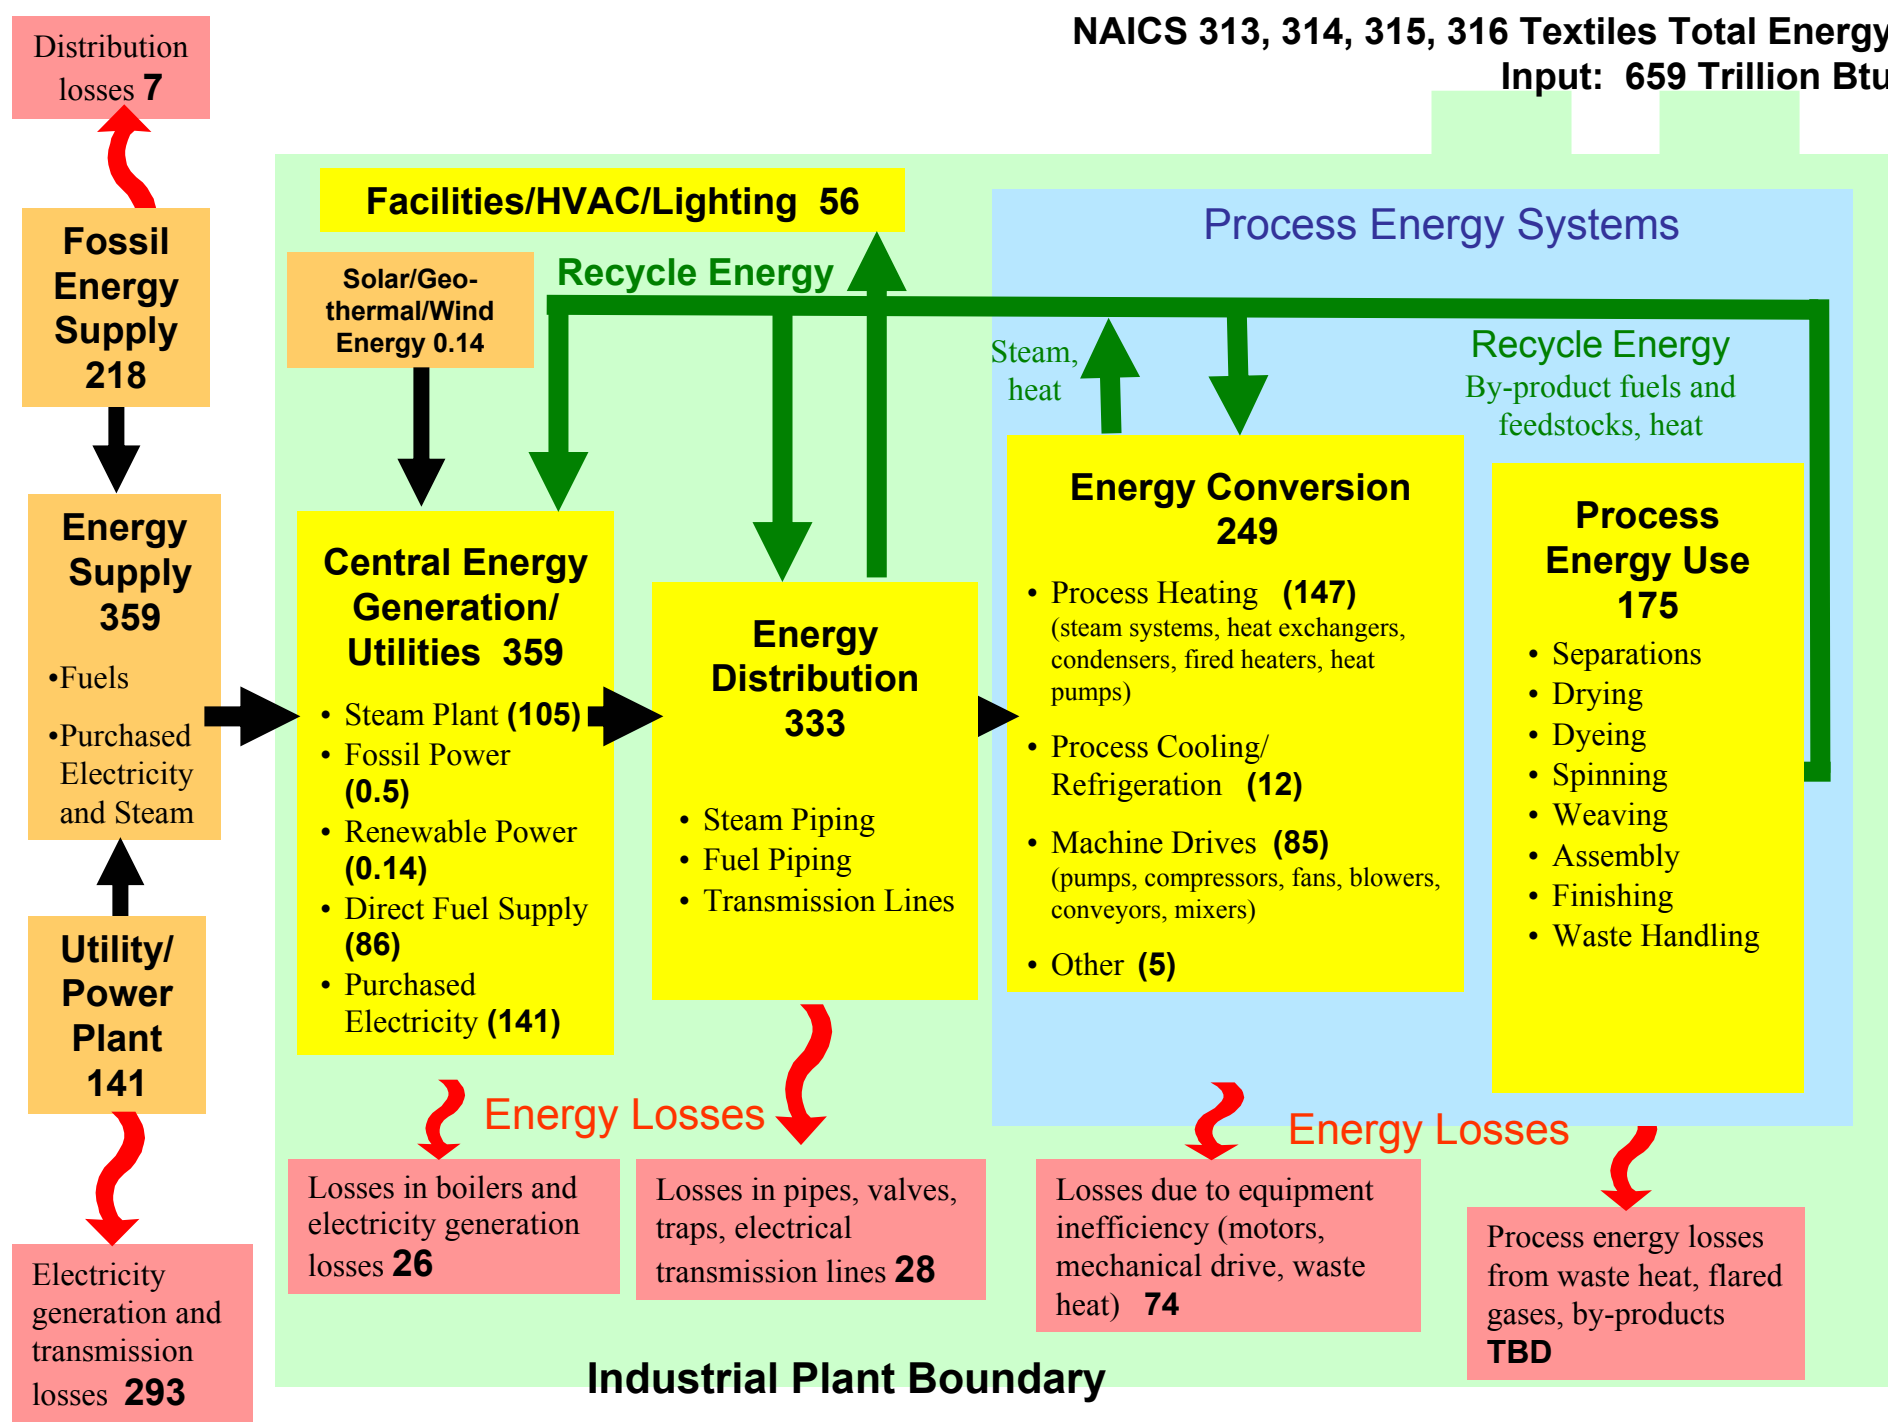 NAICS 313, 314, 315, 316 Textiles Total Energy
Input: 659 Trillion Btu
Distribution
losses 7
Fossil
Energy
Supply
218
Energy
Supply
359
•Fuels
•Purchased
Electricity
and Steam
Utility/
Power
Plant
141
Electricity
generation and
transmission
losses 293
Facilities/HVAC/Lighting 56
Solar/Geo-
thermal/Wind
Energy 0.14
Recycle Energy
Central Energy
Generation/
Utilities 359
• Steam Plant (105)
• Fossil Power
(0.5)
• Renewable Power
(0.14)
• Direct Fuel Supply
(86)
• Purchased
Electricity (141)
Energy
Distribution
333
• Steam Piping
• Fuel Piping
• Transmission Lines
Process Energy Systems
Steam,
heat
Recycle Energy
By-product fuels and
feedstocks, heat
Energy Conversion
249
• Process Heating (147)
(steam systems, heat exchangers,
condensers, fired heaters, heat
pumps)
• Process Cooling/
Refrigeration (12)
• Machine Drives (85)
(pumps, compressors, fans, blowers,
conveyors, mixers)
• Other (5)
Process
Energy Use
175
• Separations
• Drying
• Dyeing
• Spinning
• Weaving
• Assembly
• Finishing
• Waste Handling
Energy Losses
Energy Losses
Losses in boilers and
electricity generation
losses 26
Losses in pipes, valves,
traps, electrical
transmission lines 28
Losses due to equipment
inefficiency (motors,
mechanical drive, waste
heat) 74
Process energy losses
from waste heat, flared
gases, by-products
TBD
Industrial Plant Boundary